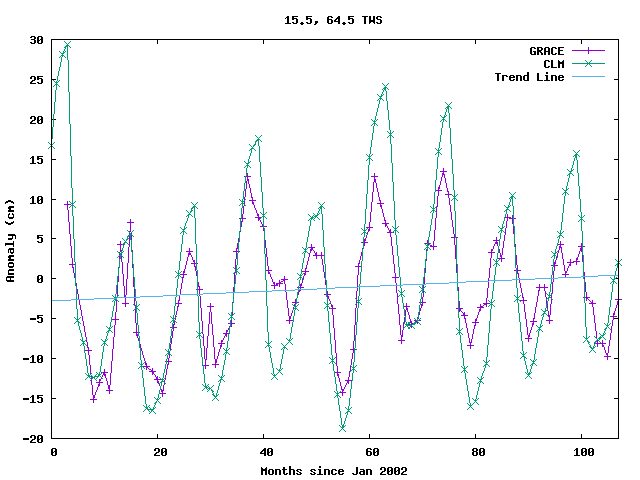 15.5, 64.5 TWS
GRACE
CLM
Trend Line
30
25
20
15
10
5
0
-5
-10
-15
-20
Anomaly (cm)
0 20 40 60 80 100
Months since Jan 2002